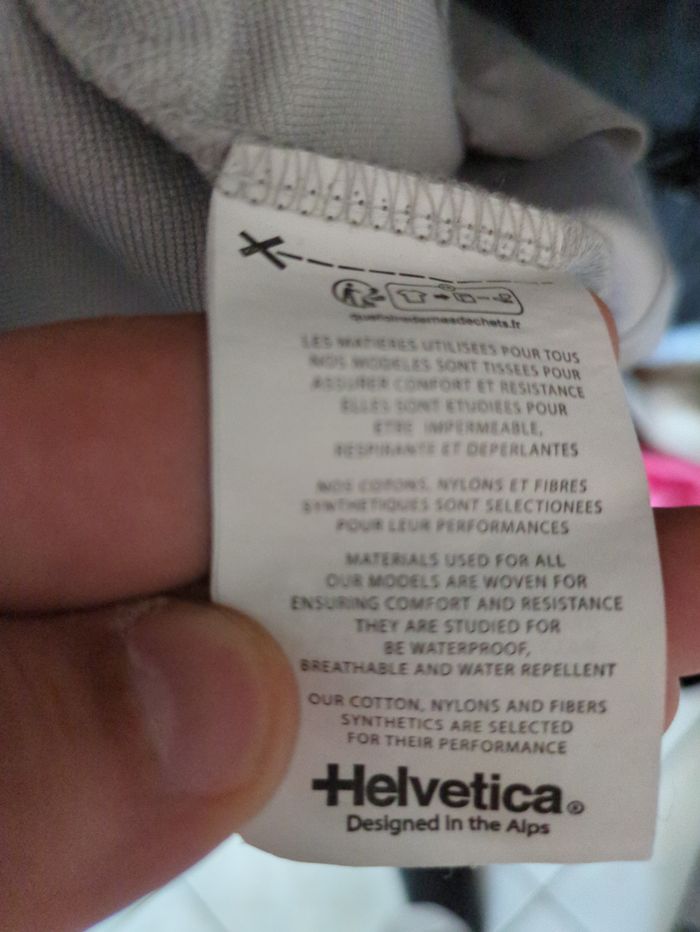 quefairedemesdechets.fr
LES MATIERES UTILISEES POUR TOUS
NOS MODELES SONT TISSEES POUR
ASSURER CONFORT ET RESISTANCE
ELLES SONT ETUDIEES POUR
ETRE IMPERMEABLE,
RESPIRANTE ET DEPERLANTES
NOS COTONS, NYLONS ET FIBRES
SYNTHETIQUES SONT SELECTIONEES
POUR LEUR PERFORMANCES
MATERIALS USED FOR ALL
OUR MODELS ARE WOVEN FOR
ENSURING COMFORT AND RESISTANCE
THEY ARE STUDIED FOR
BE WATERPROOF,
BREATHABLE AND WATER REPELLENT
OUR COTTON, NYLONS AND FIBERS
SYNTHETICS ARE SELECTED
FOR THEIR PERFORMANCE
Helvetica®
Designed in the Alps